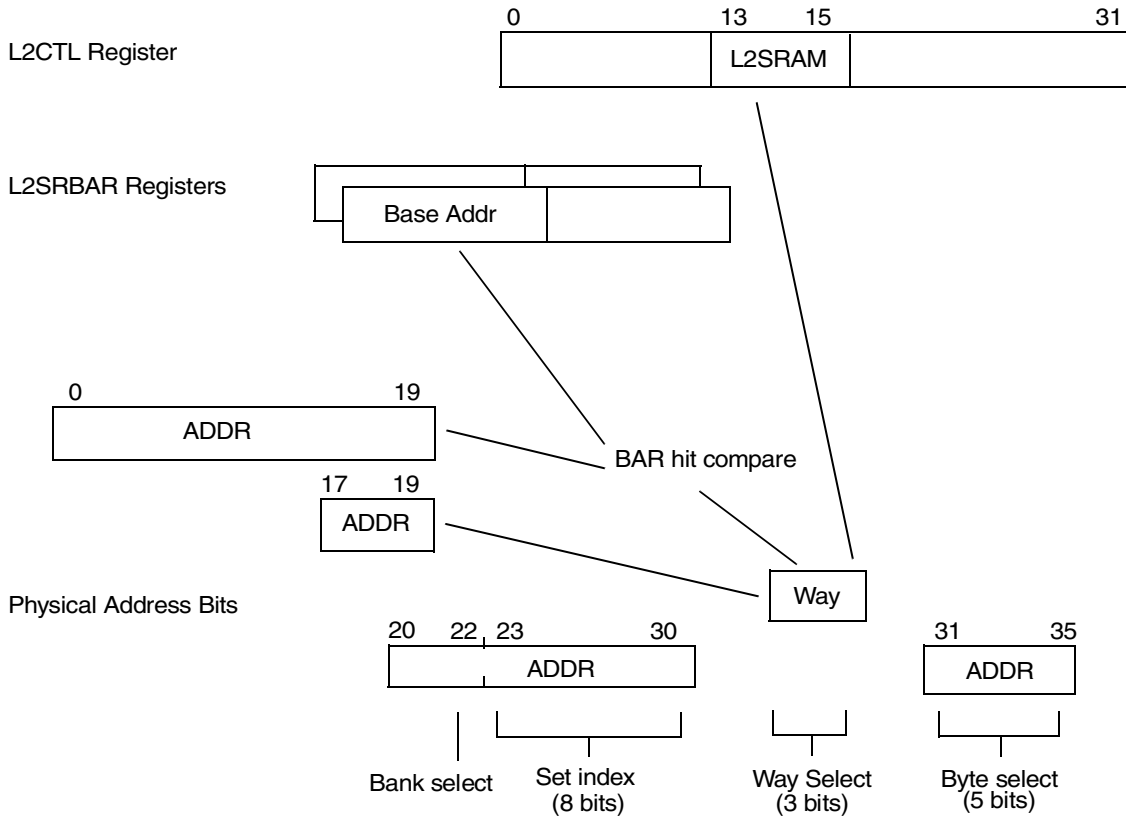 0 13 15 31
L2CTL Register
L2SRAM
L2SRBAR Registers
Base Addr
0 19
ADDR
BAR hit compare
17 19
ADDR
Way
Physical Address Bits
20 22 23 30
31 35
ADDR
ADDR
Bank select
Set index
(8 bits)
Way Select
(3 bits)
Byte select
(5 bits)